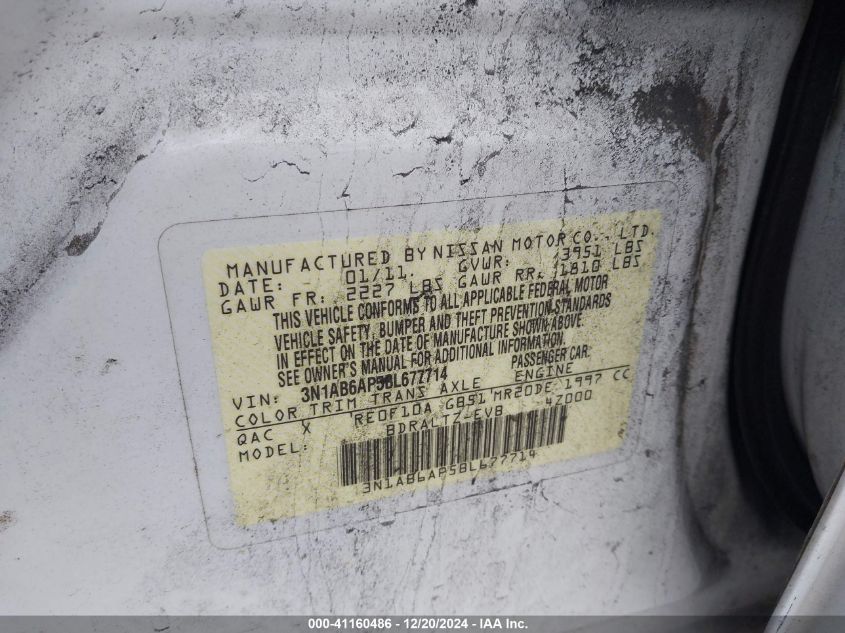 MANUFACTURED BY NISSAN MOTOR CO., LTD.
DATE: 01/11. GVWR: 3951 LBS
GAWR FR: 2227 LBS GAWR RR: 1810 LBS
THIS VEHICLE CONFORMS TO ALL APPLICABLE FEDERAL MOTOR
VEHICLE SAFETY, BUMPER AND THEFT PREVENTION STANDARDS
IN EFFECT ON THE DATE OF MANUFACTURE SHOWN ABOVE.
SEE OWNER'S MANUAL FOR ADDITIONAL INFORMATION.
VIN: 3N1AB6AP5BL677714 PASSENGER CAR.
COLOR TRIM TRANS AXLE ENGINE
QAC X RE0F10A GB51 MR20DE 1997 CC
MODEL: BDRALTZ-EV8 4Z000
3N1AB6AP5BL677714
000-41160486 - 12/20/2024 - IAA Inc.